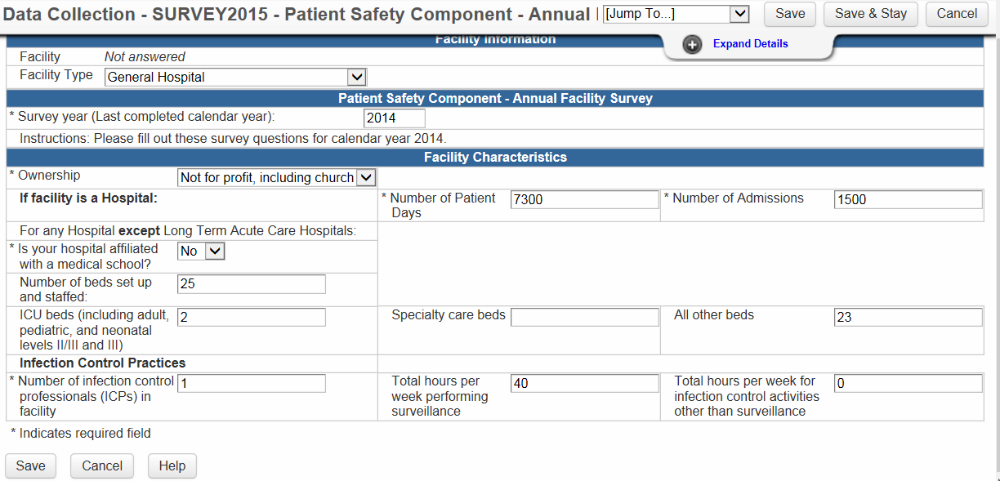 Data Collection - SURVEY2015 - Patient Safety Component - Annual | [Jump To...] Save Save & Stay Cancel
Facility Information
Expand Details
Facility Not answered
Facility Type General Hospital
Patient Safety Component - Annual Facility Survey
* Survey year (Last completed calendar year): 2014
Instructions: Please fill out these survey questions for calendar year 2014.
Facility Characteristics
* Ownership Not for profit, including church
If facility is a Hospital: * Number of Patient Days 7300 * Number of Admissions 1500
For any Hospital except Long Term Acute Care Hospitals:
* Is your hospital affiliated with a medical school? No
Number of beds set up and staffed: 25
ICU beds (including adult, pediatric, and neonatal levels II/III and III) 2 Specialty care beds All other beds 23
Infection Control Practices
* Number of infection control professionals (ICPs) in facility 1 Total hours per week performing surveillance 40 Total hours per week for infection control activities other than surveillance 0
* Indicates required field
Save Cancel Help